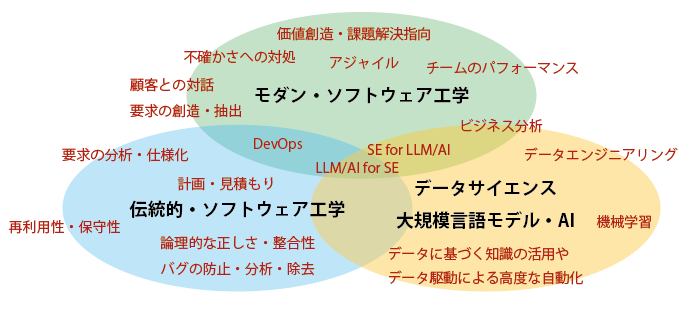 価値創造・課題解決指向
不確かさへの対処
アジャイル
チームのパフォーマンス
顧客との対話
モダン・ソフトウェア工学
要求の創造・抽出
ビジネス分析
DevOps
SE for LLM/AI
要求の分析・仕様化
データエンジニアリング
LLM/AI for SE
計画・見積もり
データサイエンス
伝統的・ソフトウェア工学
大規模言語モデル・AI
機械学習
再利用性・保守性
論理的な正しさ・整合性
データに基づく知識の活用や
バグの防止・分析・除去
データ駆動による高度な自動化